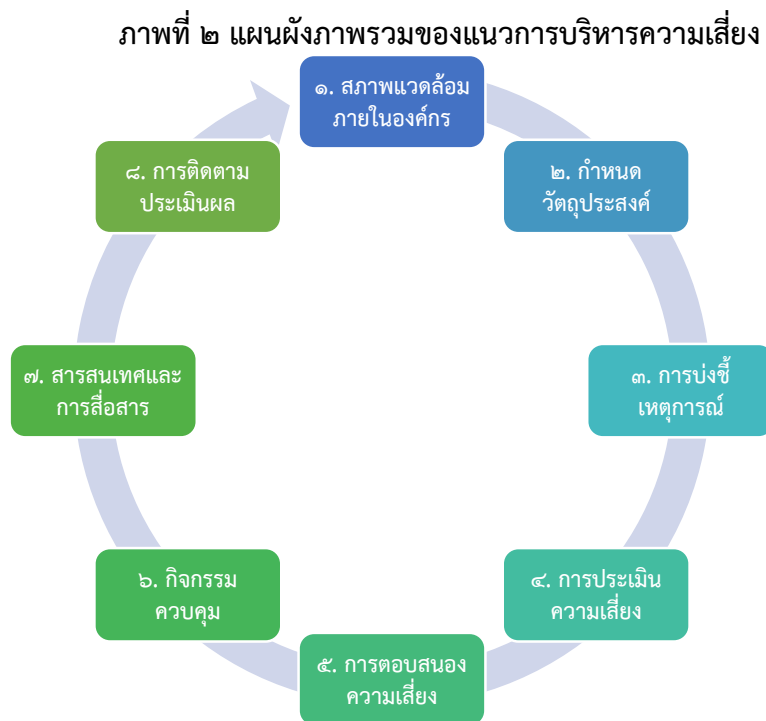 ภาพที่ ๒ แผนผังภาพรวมของแนวการบริหารความเสี่ยง
๑. สภาพแวดล้อม
ภายในองค์กร
๒. กำหนด
วัตถุประสงค์
๓. การบ่งชี้
เหตุการณ์
๔. การประเมิน
ความเสี่ยง
๕. การตอบสนอง
ความเสี่ยง
๖. กิจกรรม
ควบคุม
๗. สารสนเทศและ
การสื่อสาร
๘. การติดตาม
ประเมินผล